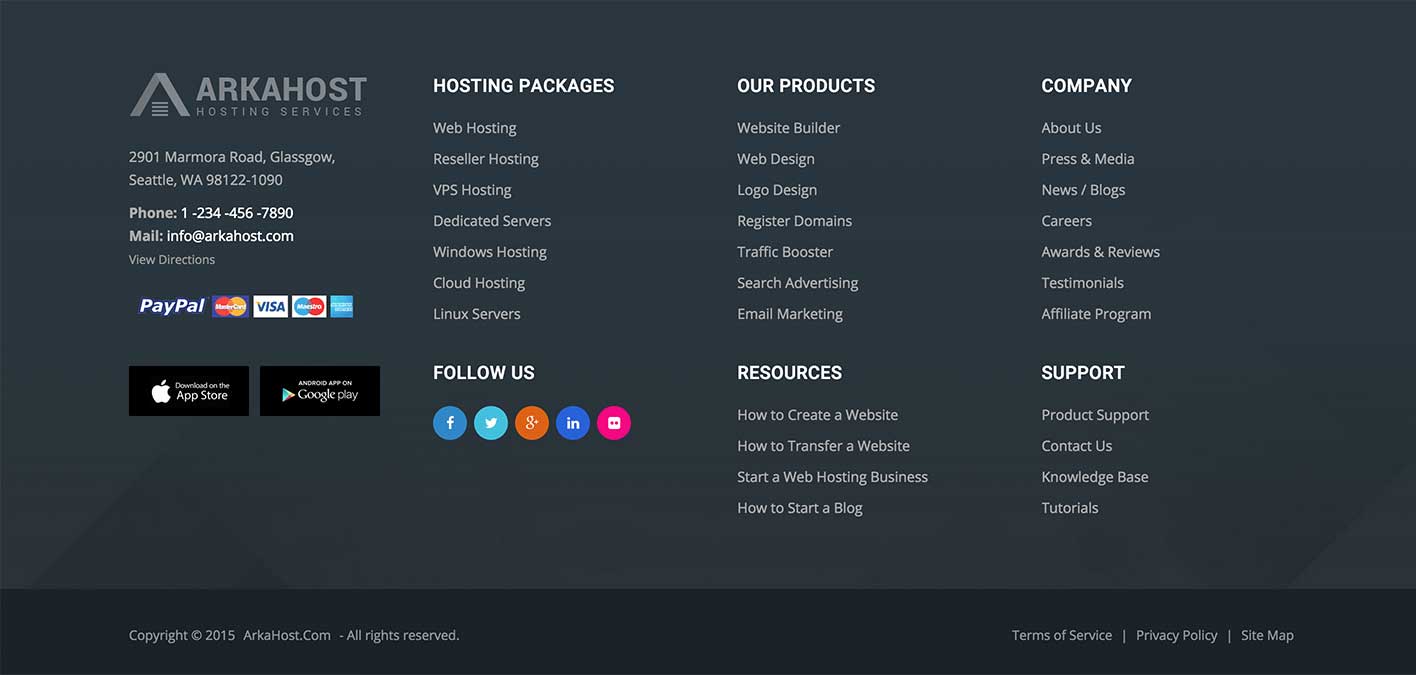 ARKAHOST
HOSTING SERVICES
2901 Marmora Road, Glassgow,
Seattle, WA 98122-1090
Phone: 1 -234 -456 -7890
Mail: info@arkahost.com
View Directions
PayPal MasterCard VISA Maestro
Download on the
App Store
ANDROID APP ON
Google play
HOSTING PACKAGES
Web Hosting
Reseller Hosting
VPS Hosting
Dedicated Servers
Windows Hosting
Cloud Hosting
Linux Servers
FOLLOW US
f g+ in
OUR PRODUCTS
Website Builder
Web Design
Logo Design
Register Domains
Traffic Booster
Search Advertising
Email Marketing
RESOURCES
How to Create a Website
How to Transfer a Website
Start a Web Hosting Business
How to Start a Blog
COMPANY
About Us
Press & Media
News / Blogs
Careers
Awards & Reviews
Testimonials
Affiliate Program
SUPPORT
Product Support
Contact Us
Knowledge Base
Tutorials
Copyright © 2015 ArkaHost.Com - All rights reserved.
Terms of Service | Privacy Policy | Site Map